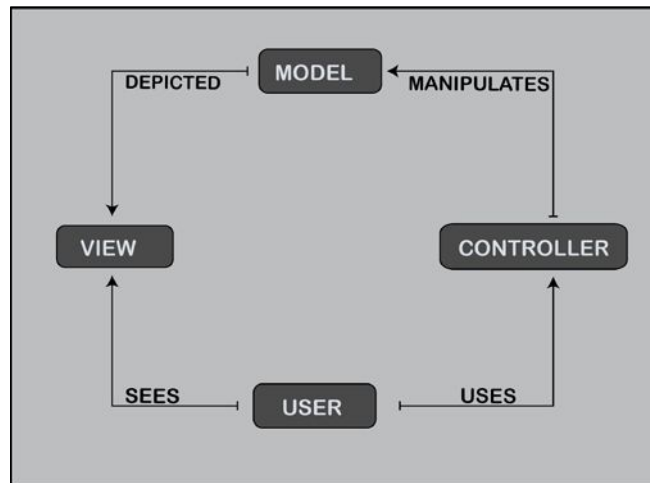 MODEL
DEPICTED
MANIPULATES
VIEW
CONTROLLER
SEES
USER
USES